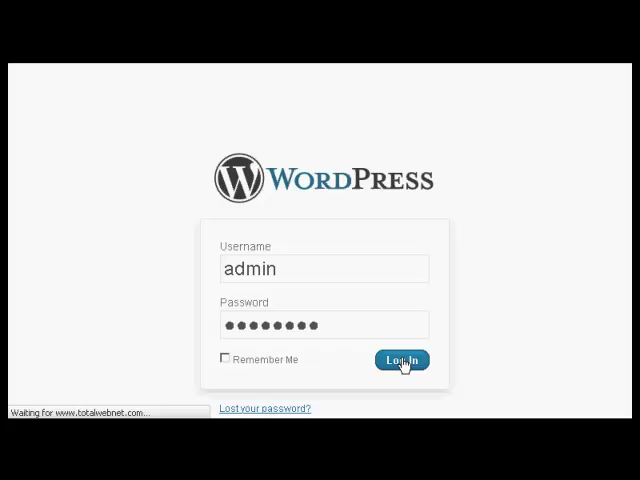 WORDPRESS
Username
admin
Password
Remember Me
Log In
Lost your password?
Waiting for www.totalwebnet.com...